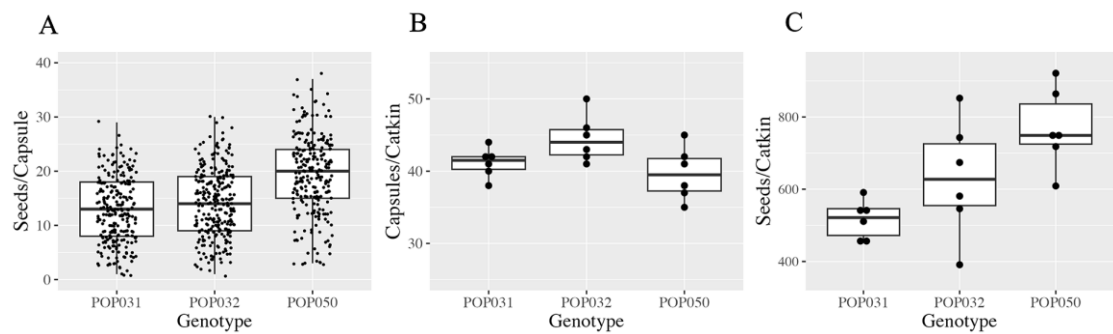 A
Seeds/Capsule
40
30
20
10
0
POP031 POP032 POP050
Genotype
B
Capsules/Catkin
50
40
30
POP031 POP032 POP050
Genotype
C
Seeds/Catkin
800
600
400
POP031 POP032 POP050
Genotype